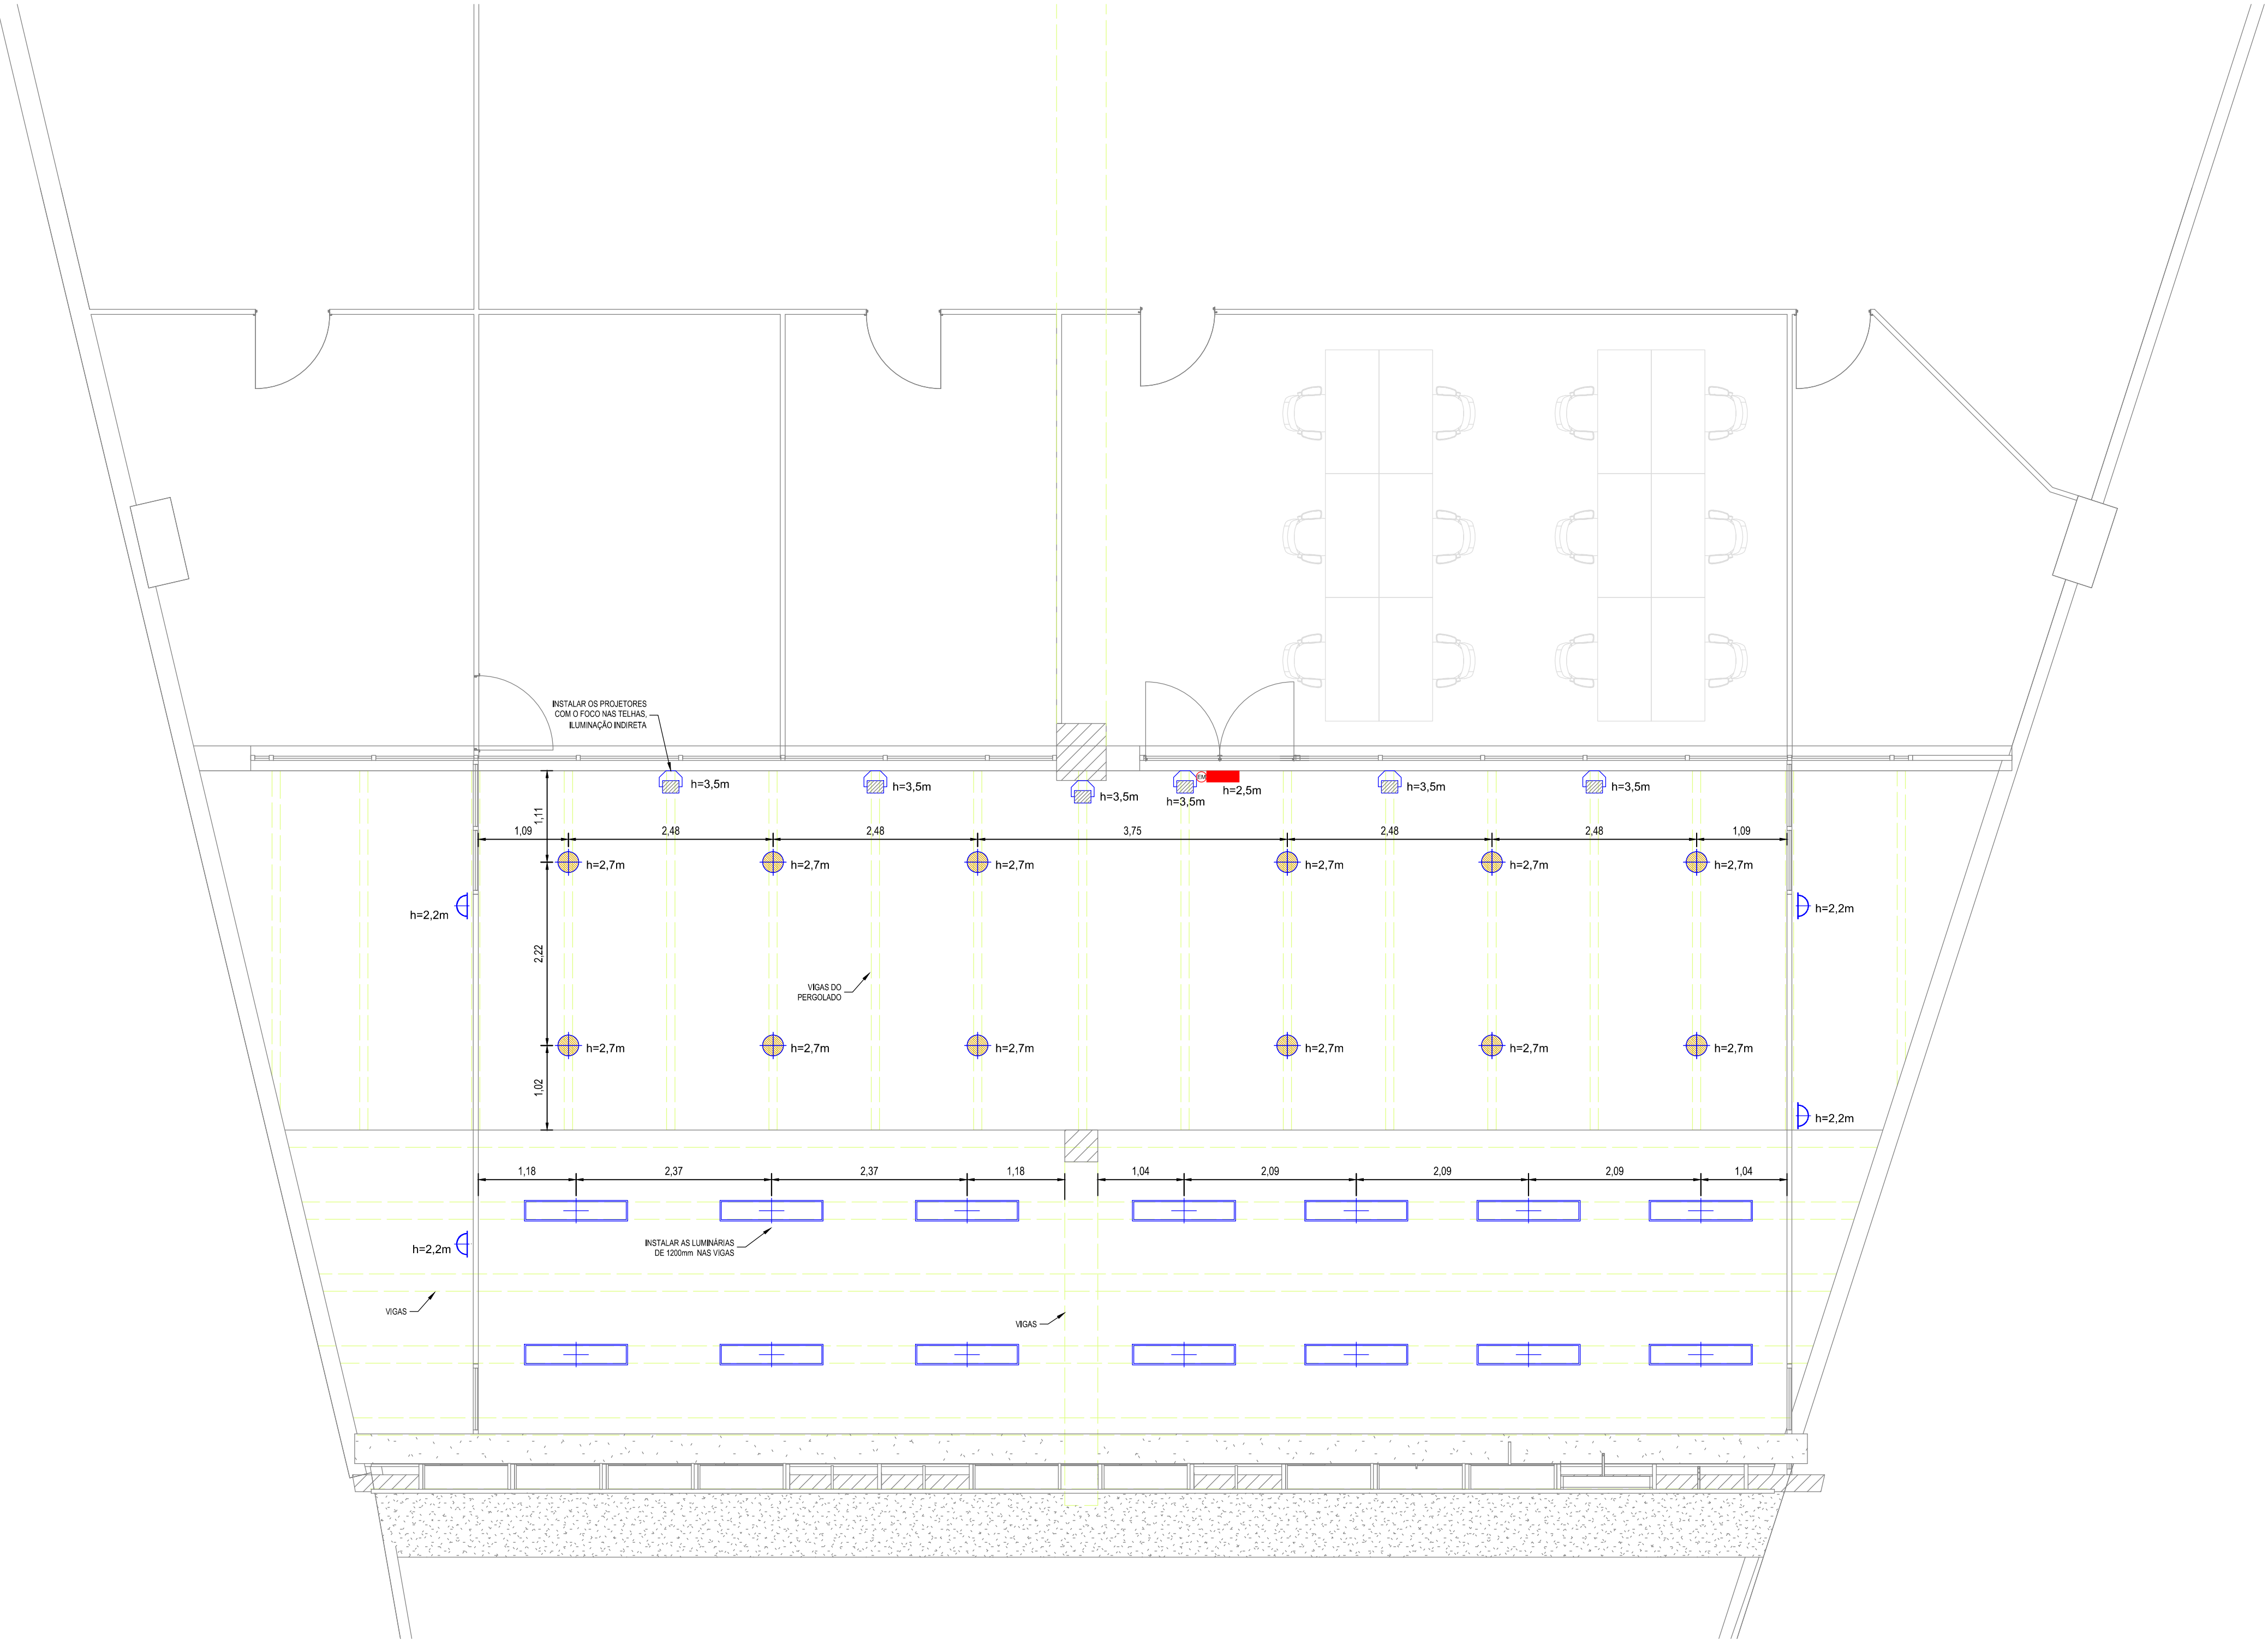 INSTALAR OS PROJETORES
COM O FOCO NAS TELHAS,
ILUMINAÇÃO INDIRETA
h=3,5m
h=3,5m
h=3,5m
h=3,5m
EM
h=2,5m
h=3,5m
h=3,5m
1,11
1,09
2,48
2,48
3,75
2,48
2,48
1,09
h=2,7m
h=2,7m
h=2,7m
h=2,7m
h=2,7m
h=2,7m
h=2,2m
h=2,2m
2,22
VIGAS DO
PERGOLADO
h=2,7m
h=2,7m
h=2,7m
h=2,7m
h=2,7m
h=2,7m
1,02
h=2,2m
1,18
2,37
2,37
1,18
1,04
2,09
2,09
2,09
1,04
h=2,2m
INSTALAR AS LUMINÁRIAS
DE 1200mm NAS VIGAS
VIGAS
VIGAS